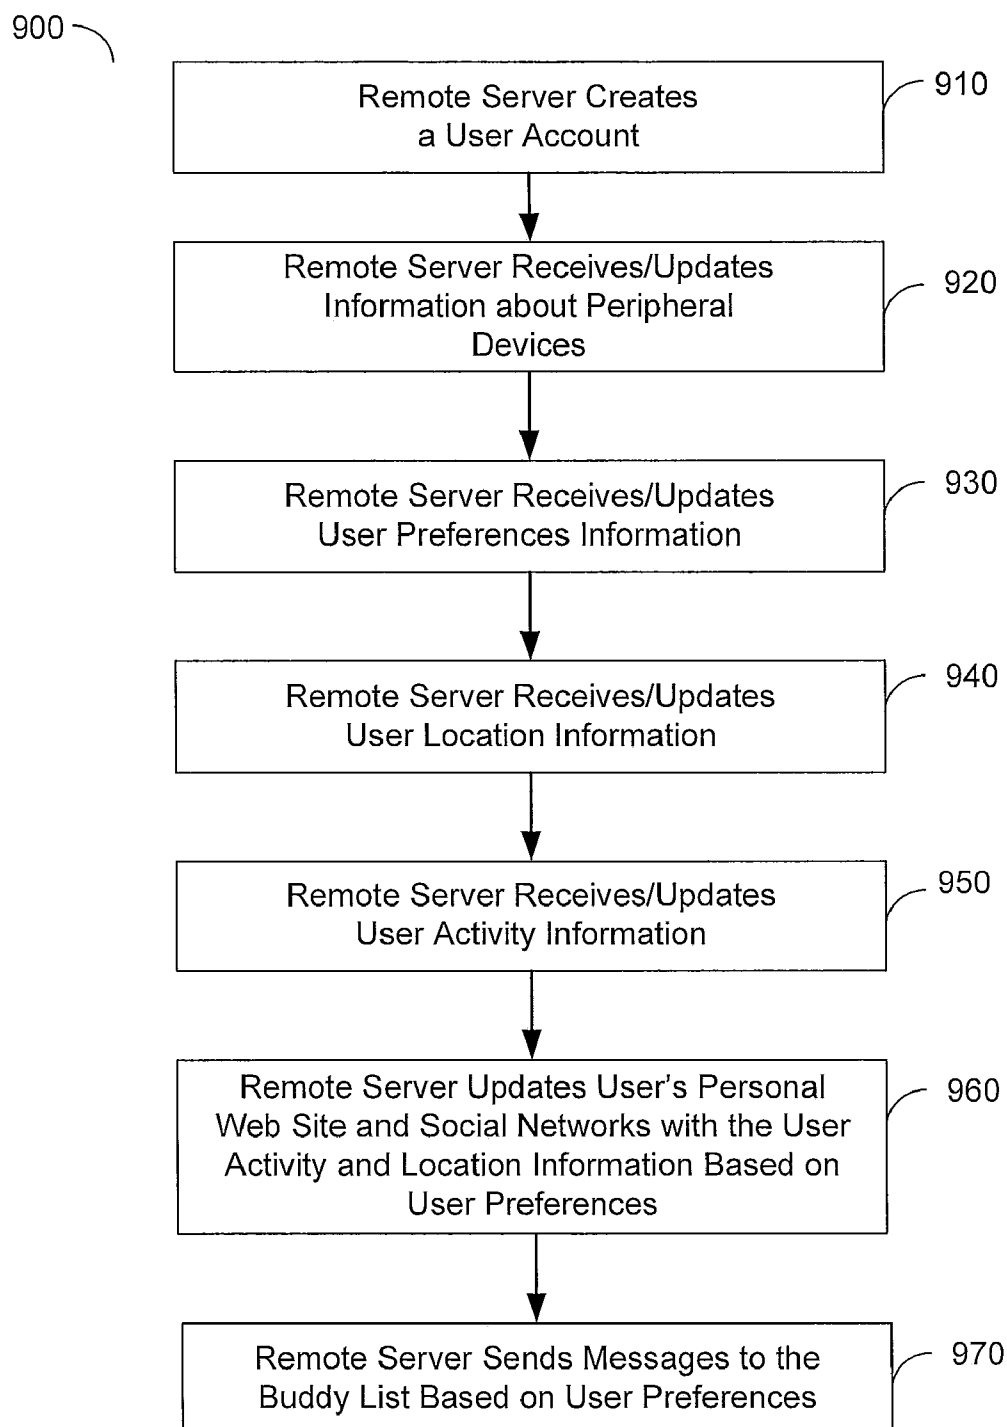 900
Remote Server Creates
a User Account
910
Remote Server Receives/Updates
Information about Peripheral
Devices
920
Remote Server Receives/Updates
User Preferences Information
930
Remote Server Receives/Updates
User Location Information
940
Remote Server Receives/Updates
User Activity Information
950
Remote Server Updates User's Personal
Web Site and Social Networks with the User
Activity and Location Information Based on
User Preferences
960
Remote Server Sends Messages to the
Buddy List Based on User Preferences
970